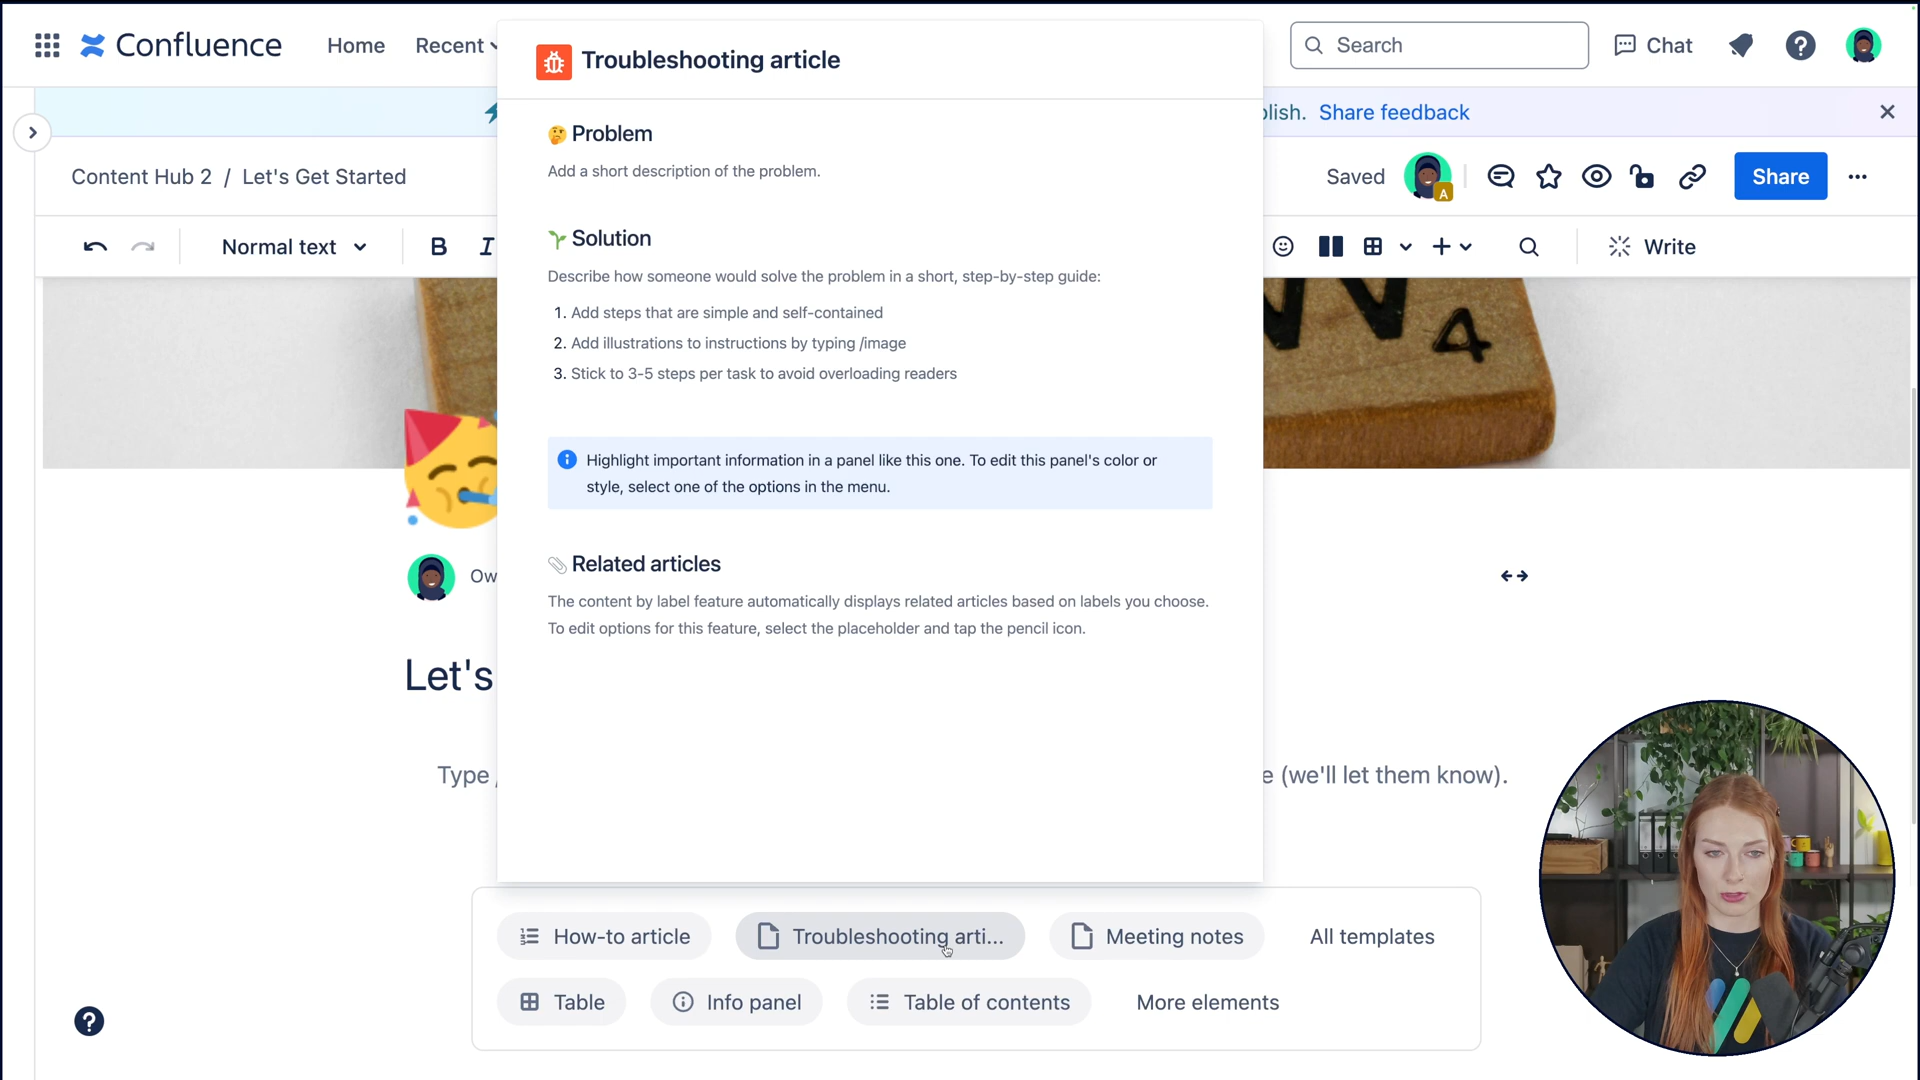 Confluence Home Recent Search Chat
Troubleshooting article
lish. Share feedback
🤔 Problem
Content Hub 2 / Let's Get Started Saved A Share
Add a short description of the problem.
🌱 Solution
Normal text B I Write
Describe how someone would solve the problem in a short, step-by-step guide:
1. Add steps that are simple and self-contained
2. Add illustrations to instructions by typing /image
3. Stick to 3-5 steps per task to avoid overloading readers
W 4
Highlight important information in a panel like this one. To edit this panel's color or
style, select one of the options in the menu.
📎 Related articles
Ow
The content by label feature automatically displays related articles based on labels you choose.
To edit options for this feature, select the placeholder and tap the pencil icon.
Let's
Type / e (we'll let them know).
How-to article Troubleshooting arti... Meeting notes All templates
Table Info panel Table of contents More elements